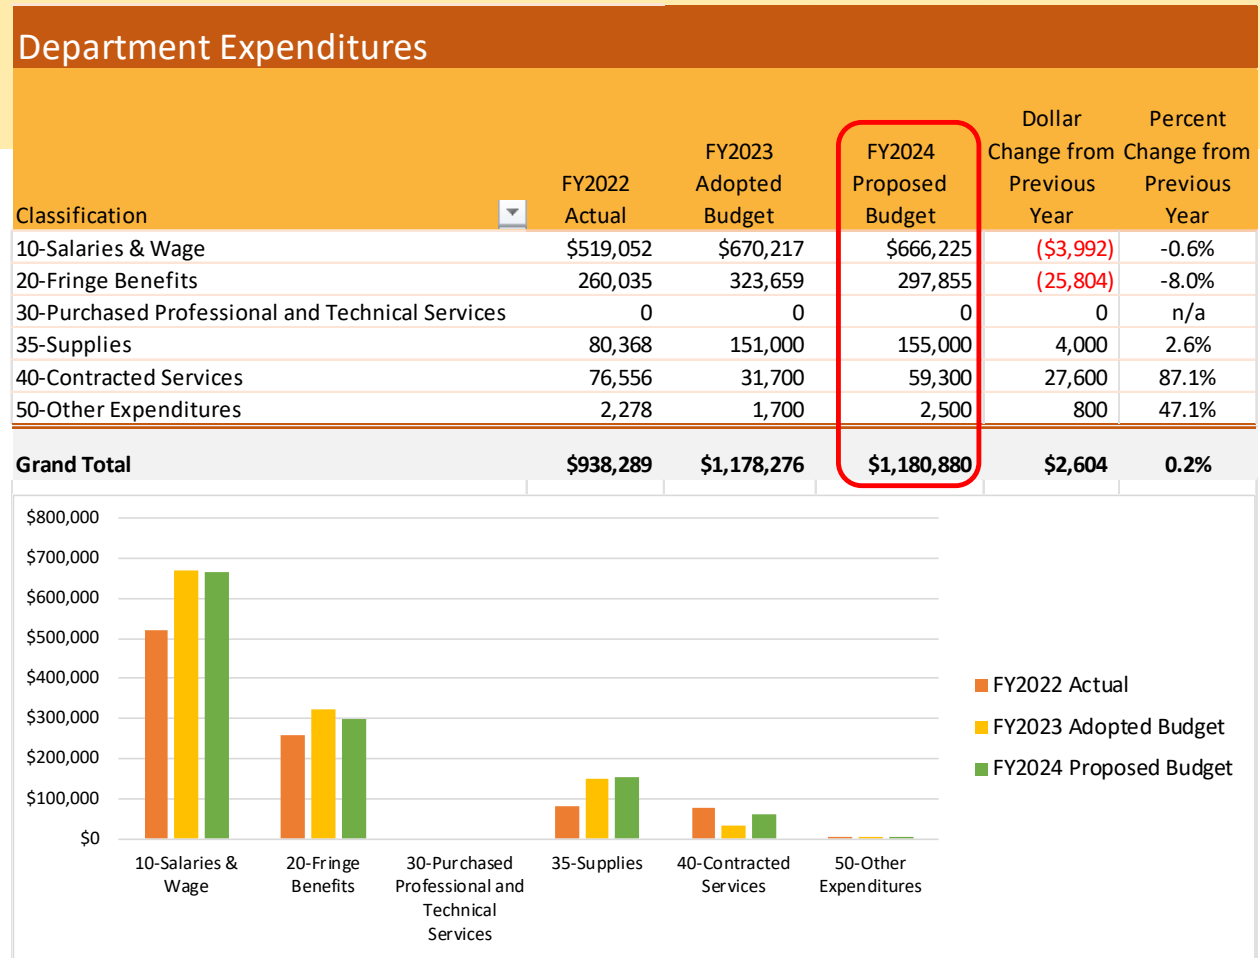 Department Expenditures
Classification FY2022 Actual FY2023 Adopted Budget FY2024 Proposed Budget Dollar Change from Previous Year Percent Change from Previous Year
10-Salaries & Wage $519,052 $670,217 $666,225 ($3,992) -0.6%
20-Fringe Benefits 260,035 323,659 297,855 (25,804) -8.0%
30-Purchased Professional and Technical Services 0 0 0 0 n/a
35-Supplies 80,368 151,000 155,000 4,000 2.6%
40-Contracted Services 76,556 31,700 59,300 27,600 87.1%
50-Other Expenditures 2,278 1,700 2,500 800 47.1%
Grand Total $938,289 $1,178,276 $1,180,880 $2,604 0.2%
$800,000
$700,000
$600,000
$500,000
$400,000
$300,000
$200,000
$100,000
$0
10-Salaries &
Wage
20-Fringe
Benefits
30-Purchased
Professional and
Technical
Services
35-Supplies
40-Contracted
Services
50-Other
Expenditures
FY2022 Actual
FY2023 Adopted Budget
FY2024 Proposed Budget